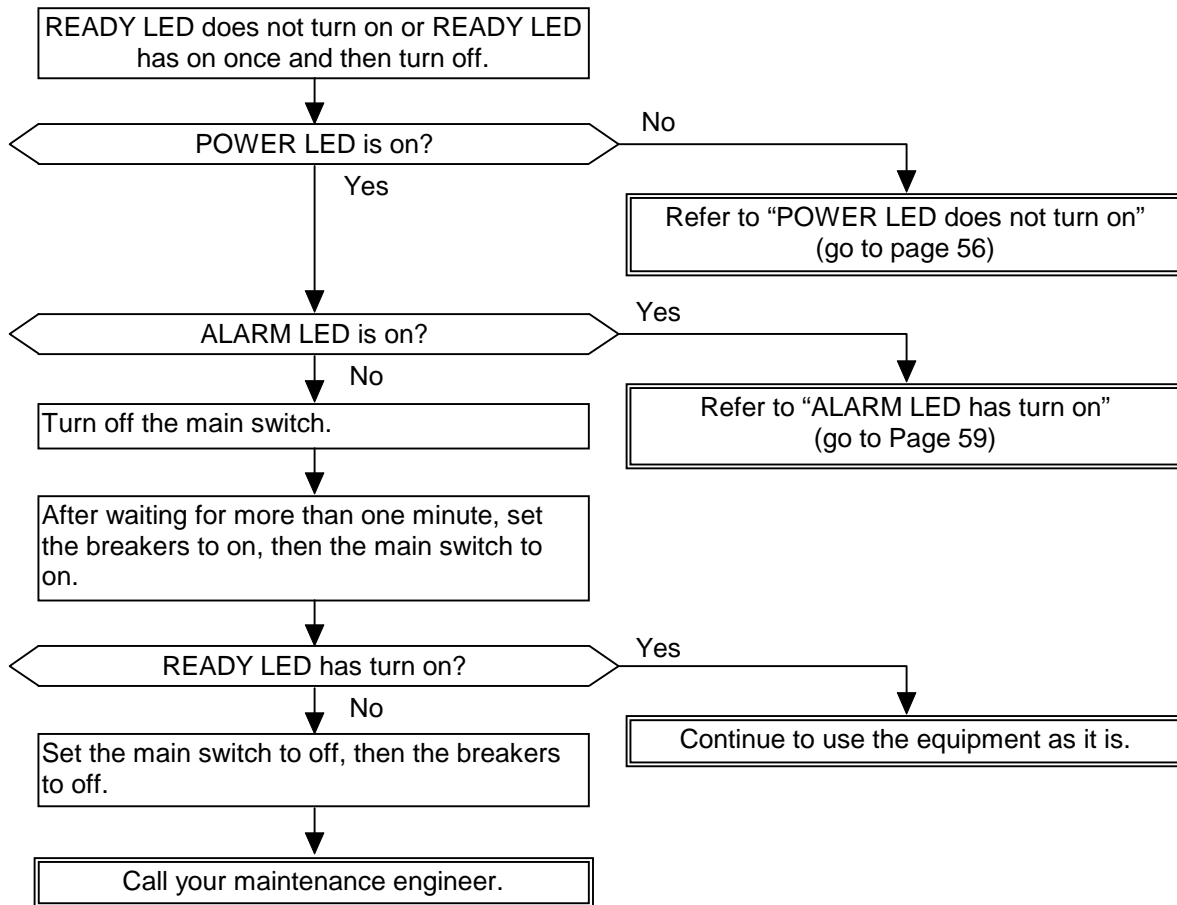 READY LED does not turn on or READY LED
has on once and then turn off.
POWER LED is on?
No
Yes
Refer to “POWER LED does not turn on”
(go to page 56)
ALARM LED is on?
Yes
No
Refer to “ALARM LED has turn on”
(go to Page 59)
Turn off the main switch.
After waiting for more than one minute, set
the breakers to on, then the main switch to
on.
READY LED has turn on?
Yes
No
Continue to use the equipment as it is.
Set the main switch to off, then the breakers
to off.
Call your maintenance engineer.